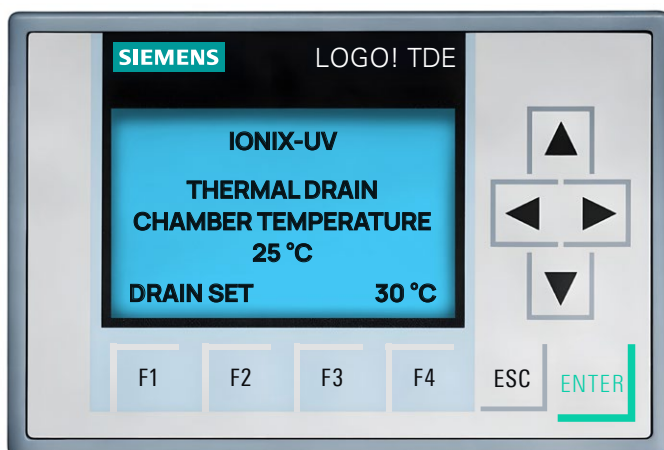 SIEMENS LOGO! TDE
IONIX-UV
THERMAL DRAIN
CHAMBER TEMPERATURE
25 °C
DRAIN SET 30 °C
F1 F2 F3 F4 ESC ENTER